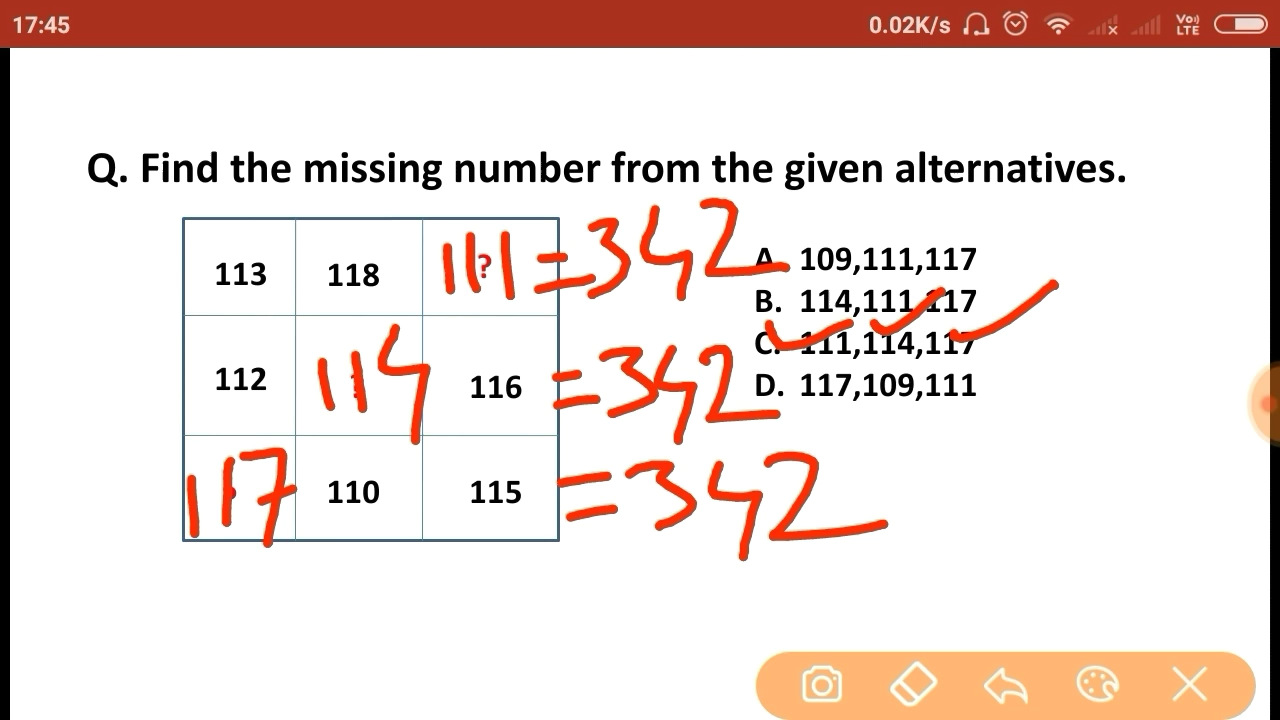 17:45 0.02K/s Vo) LTE
Q. Find the missing number from the given alternatives.
113 118 111 ? =342
112 114 116 =342
117 110 115 =342
A. 109,111,117
B. 114,111,117
C. 111,114,117
D. 117,109,111